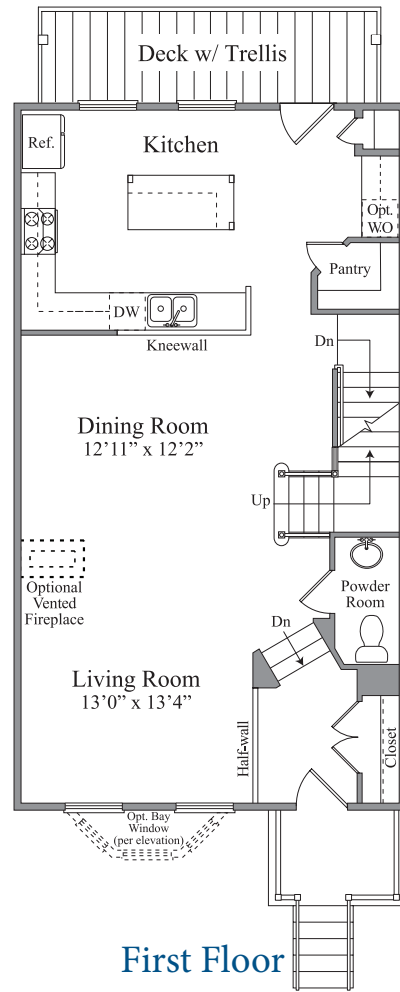 Deck w/ Trellis
Ref.
Kitchen
Opt.
W.O
Pantry
DW
Kneewall
Dn
Dining Room
12’11” x 12’2”
Up
Optional
Vented
Fireplace
Powder
Room
Dn
Living Room
13’0” x 13’4”
Half-wall
Closet
Opt. Bay
Window
(per elevation)
First Floor